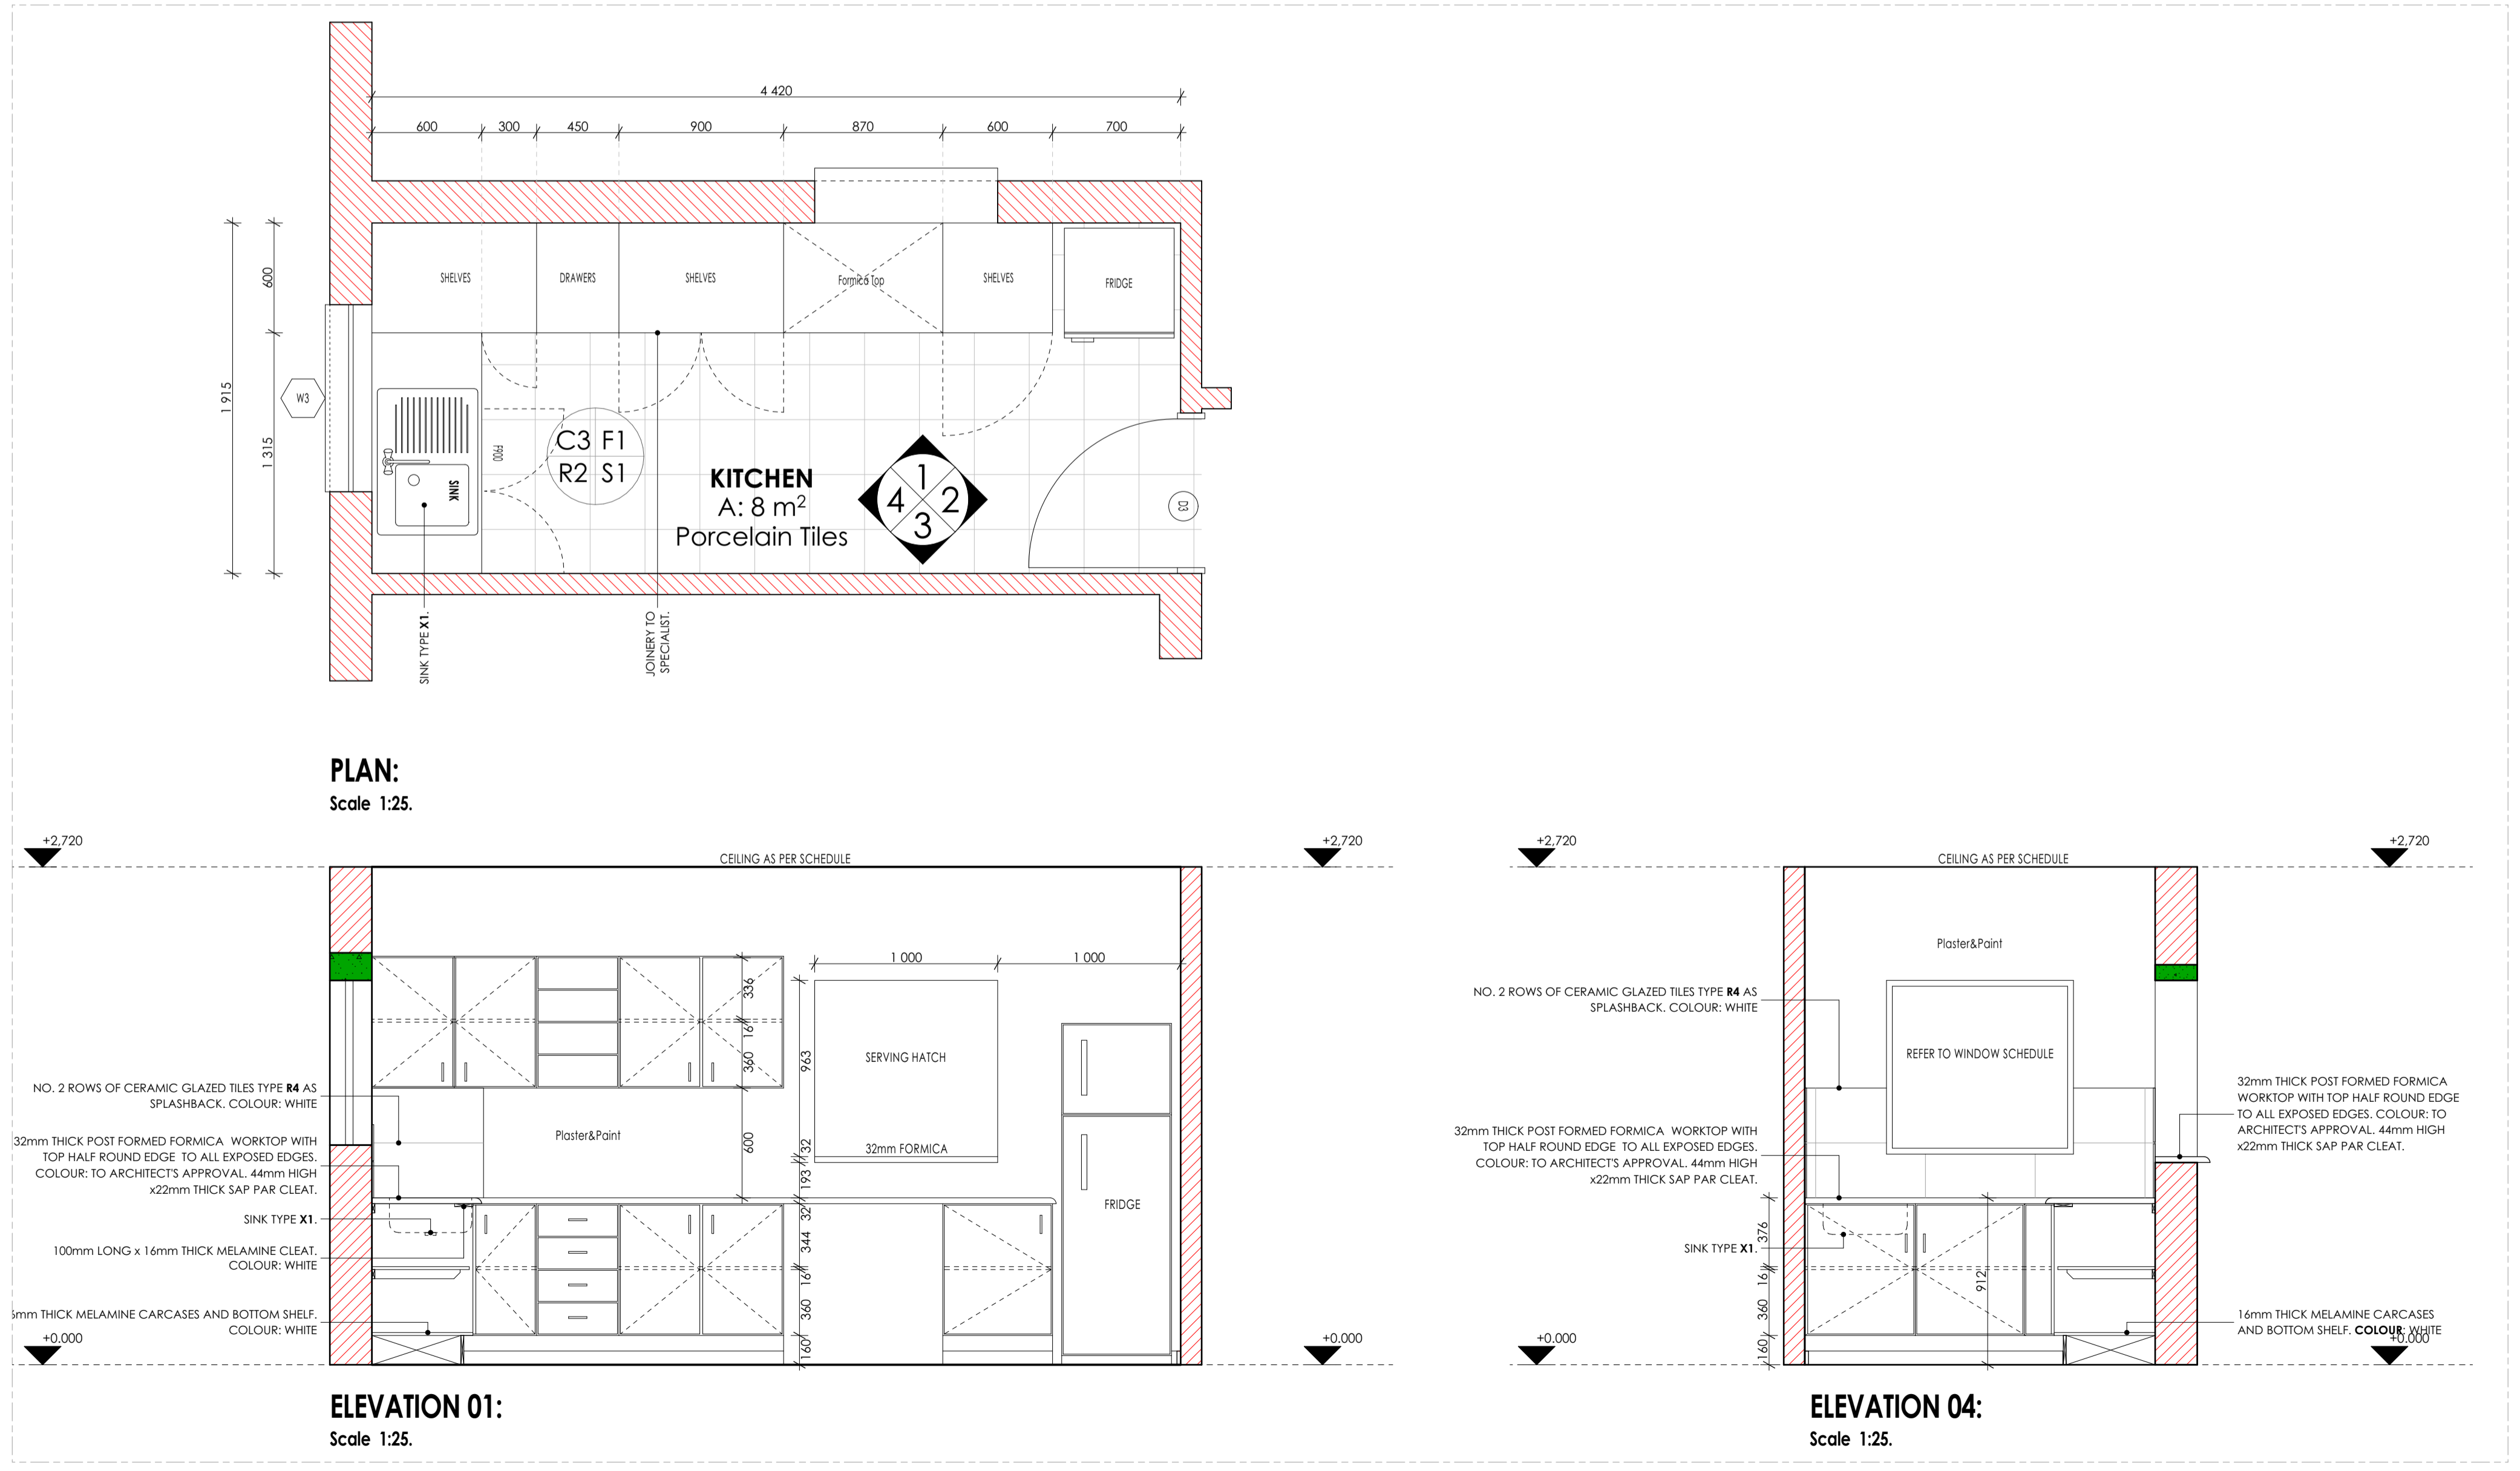 4 420
600 300 450 900 870 600 700
600
1 915
1 315
SHELVES
DRAWERS
SHELVES
Formica Top
SHELVES
FRIDGE
W3
F900
SINK
C3 F1
R2 S1
KITCHEN
A: 8 m²
Porcelain Tiles
1
4 2
3
D3
SINK TYPE X1.
JOINERY TO
SPECIALIST.
PLAN:
Scale 1:25.
+2,720
CEILING AS PER SCHEDULE
+2,720
1 000
1 000
336
16
360
600
963
32
193
32
344
16
360
160
SERVING HATCH
32mm FORMICA
Plaster&Paint
FRIDGE
NO. 2 ROWS OF CERAMIC GLAZED TILES TYPE R4 AS
SPLASHBACK. COLOUR: WHITE
32mm THICK POST FORMED FORMICA WORKTOP WITH
TOP HALF ROUND EDGE TO ALL EXPOSED EDGES.
COLOUR: TO ARCHITECT'S APPROVAL. 44mm HIGH
x22mm THICK SAP PAR CLEAT.
SINK TYPE X1.
100mm LONG x 16mm THICK MELAMINE CLEAT.
COLOUR: WHITE
6mm THICK MELAMINE CARCASES AND BOTTOM SHELF.
COLOUR: WHITE
+0.000
+0.000
ELEVATION 01:
Scale 1:25.
+2,720
CEILING AS PER SCHEDULE
+2,720
Plaster&Paint
NO. 2 ROWS OF CERAMIC GLAZED TILES TYPE R4 AS
SPLASHBACK. COLOUR: WHITE
REFER TO WINDOW SCHEDULE
32mm THICK POST FORMED FORMICA WORKTOP WITH
TOP HALF ROUND EDGE TO ALL EXPOSED EDGES.
COLOUR: TO ARCHITECT'S APPROVAL. 44mm HIGH
x22mm THICK SAP PAR CLEAT.
SINK TYPE X1.
376
16
360
160
912
32mm THICK POST FORMED FORMICA
WORKTOP WITH TOP HALF ROUND EDGE
TO ALL EXPOSED EDGES. COLOUR: TO
ARCHITECT'S APPROVAL. 44mm HIGH
x22mm THICK SAP PAR CLEAT.
16mm THICK MELAMINE CARCASES
AND BOTTOM SHELF. COLOUR: WHITE
+0.000
+0.000
ELEVATION 04:
Scale 1:25.